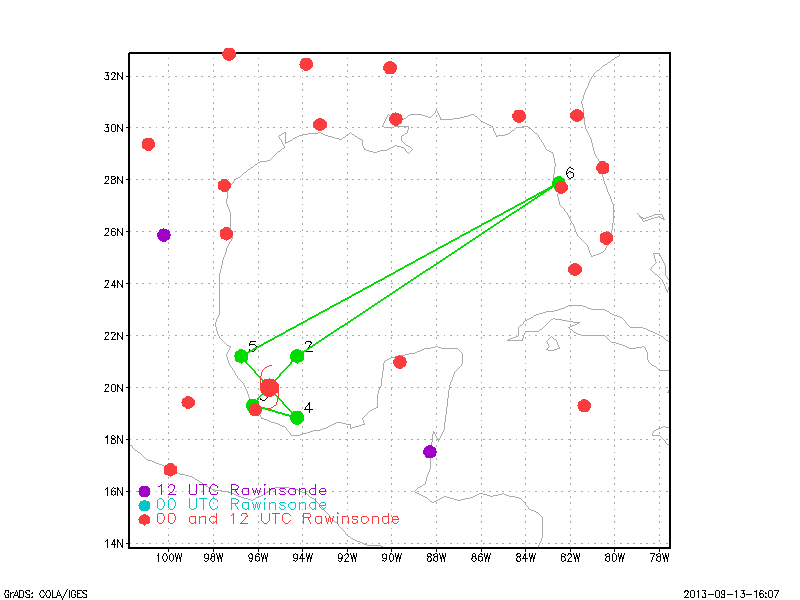 32N
30N
28N
6
26N
24N
22N
5
2
20N
4
18N
16N
12 UTC Rawinsonde
00 UTC Rawinsonde
00 and 12 UTC Rawinsonde
14N
100W 98W 96W 94W 92W 90W 88W 86W 84W 82W 80W 78W
GrADS: COLA/IGES 2013-09-13-16:07